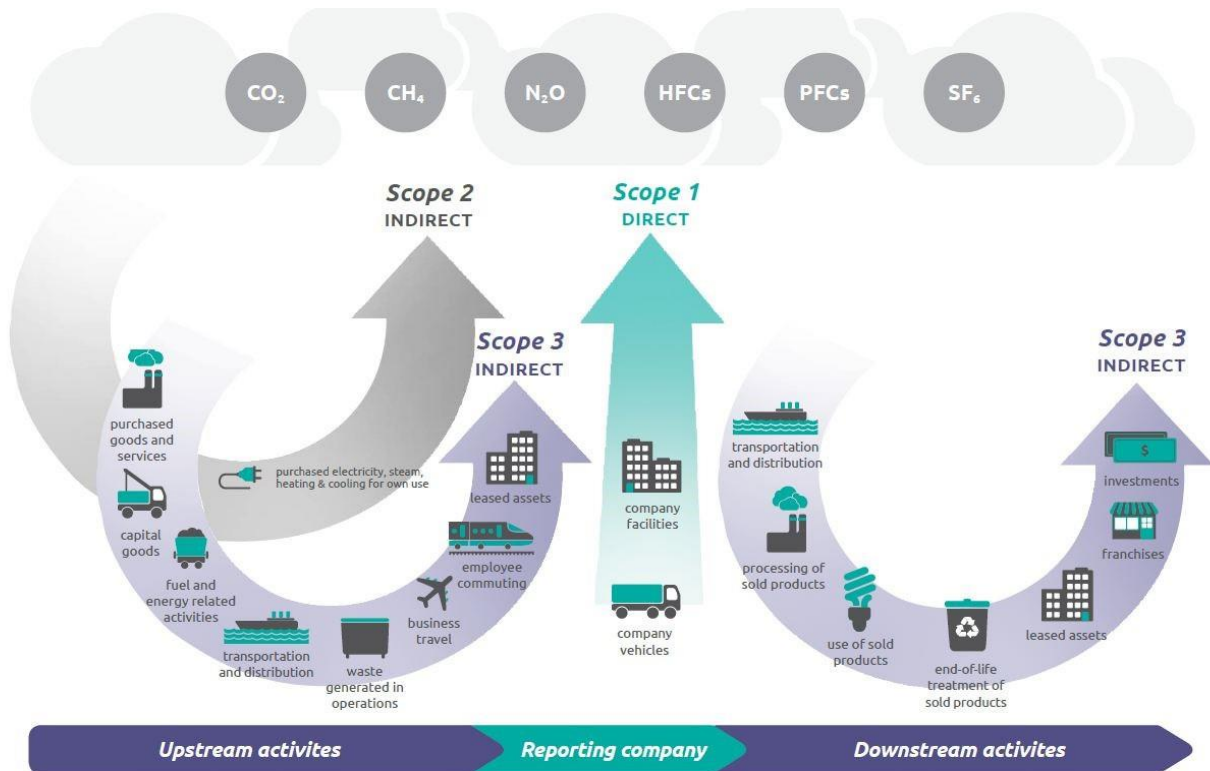 CO₂
CH₄
N₂O
HFCs
PFCs
SF₆
Scope 2
INDIRECT
Scope 1
DIRECT
Scope 3
INDIRECT
Scope 3
INDIRECT
purchased
goods and
services
capital
goods
fuel and
energy related
activities
purchased electricity, steam,
heating & cooling for own use
transportation
and distribution
waste
generated in
operations
business
travel
employee
commuting
leased assets
company
facilities
company
vehicles
transportation
and distribution
processing of
sold products
use of sold
products
end-of-life
treatment of
sold products
leased assets
franchises
$
investments
Upstream activites
Reporting company
Downstream activites